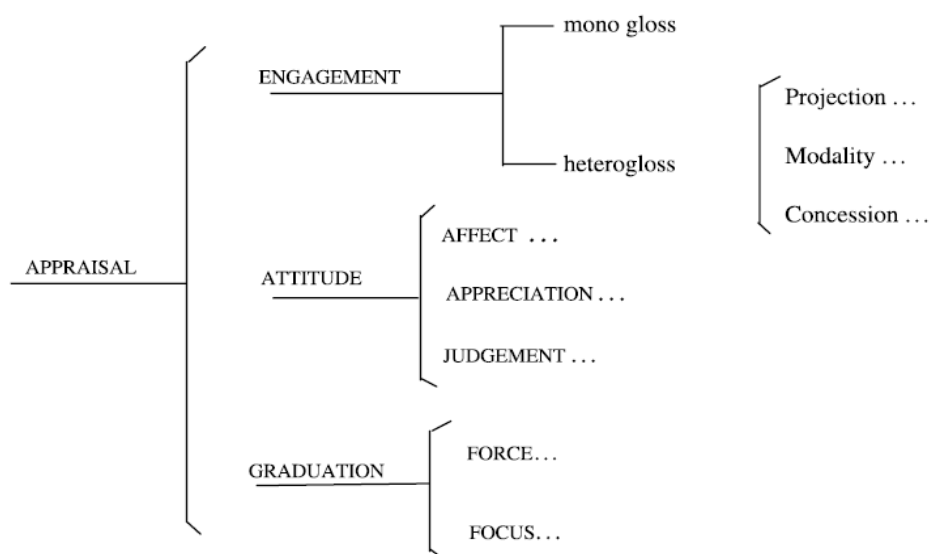 mono gloss
ENGAGEMENT
Projection ...
Modality ...
heterogloss
Concession ...
AFFECT ...
APPRAISAL
ATTITUDE
APPRECIATION ...
JUDGEMENT ...
FORCE...
GRADUATION
FOCUS...